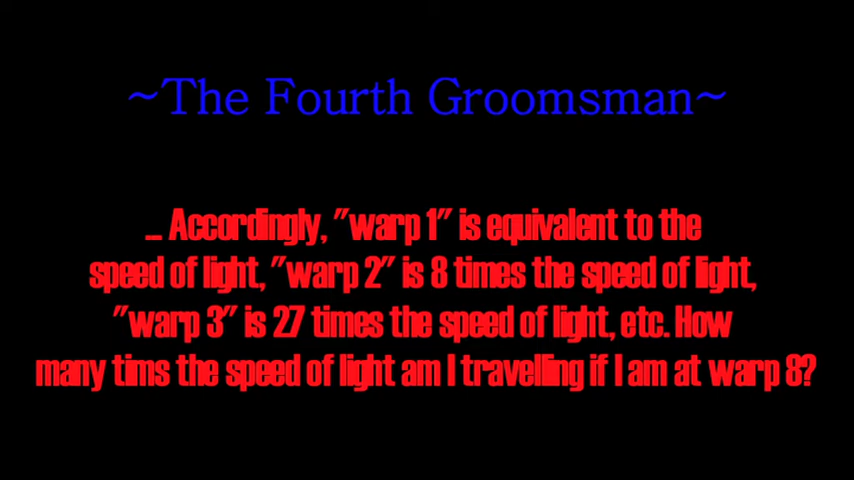 ~The Fourth Groomsman~
... Accordingly, "warp 1" is equivalent to the
speed of light, "warp 2" is 8 times the speed of light,
"warp 3" is 27 times the speed of light, etc. How
many tims the speed of light am I travelling if I am at warp 8?